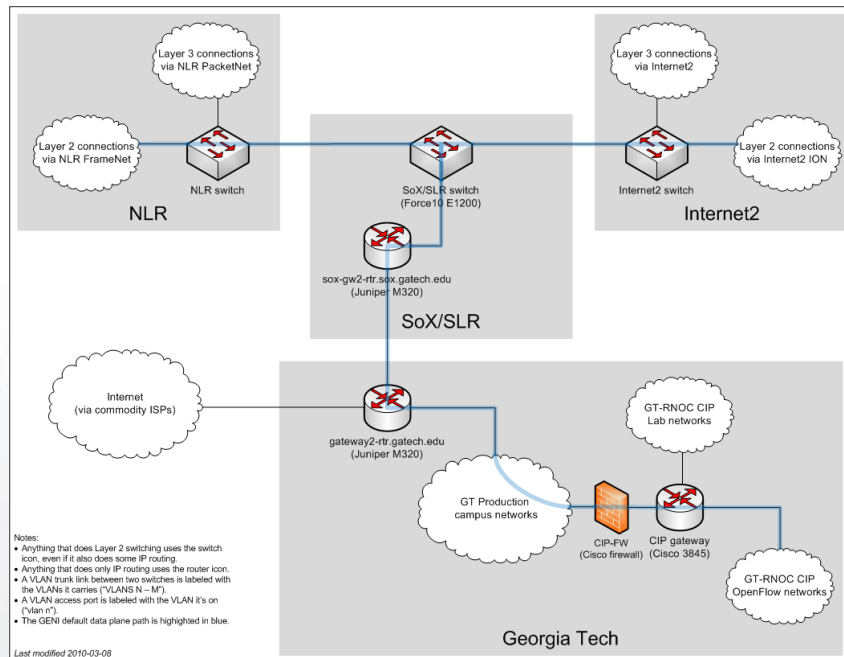 Layer 3 connections
via NLR PacketNet
Layer 2 connections
via NLR FrameNet
NLR switch
NLR
Layer 3 connections
via Internet2
Layer 2 connections
via Internet2 ION
Internet2 switch
Internet2
SoX/SLR switch
(Force10 E1200)
sox-gw2-rtr.sox.gatech.edu
(Juniper M320)
SoX/SLR
Internet
(via commodity ISPs)
gateway2-rtr.gatech.edu
(Juniper M320)
GT-RNOC CIP
Lab networks
GT Production
campus networks
CIP-FW
(Cisco firewall)
CIP gateway
(Cisco 3845)
GT-RNOC CIP
OpenFlow networks
Georgia Tech
Notes:
• Anything that does Layer 2 switching uses the switch
icon, even if it also does some IP routing.
• Anything that does only IP routing uses the router icon.
• A VLAN trunk link between two switches is labeled with
the VLANs it carries ("VLANS N – M").
• A VLAN access port is labeled with the VLAN it's on
("vlan n").
• The GENI default data plane path is highlighted in blue.
Last modified 2010-03-08